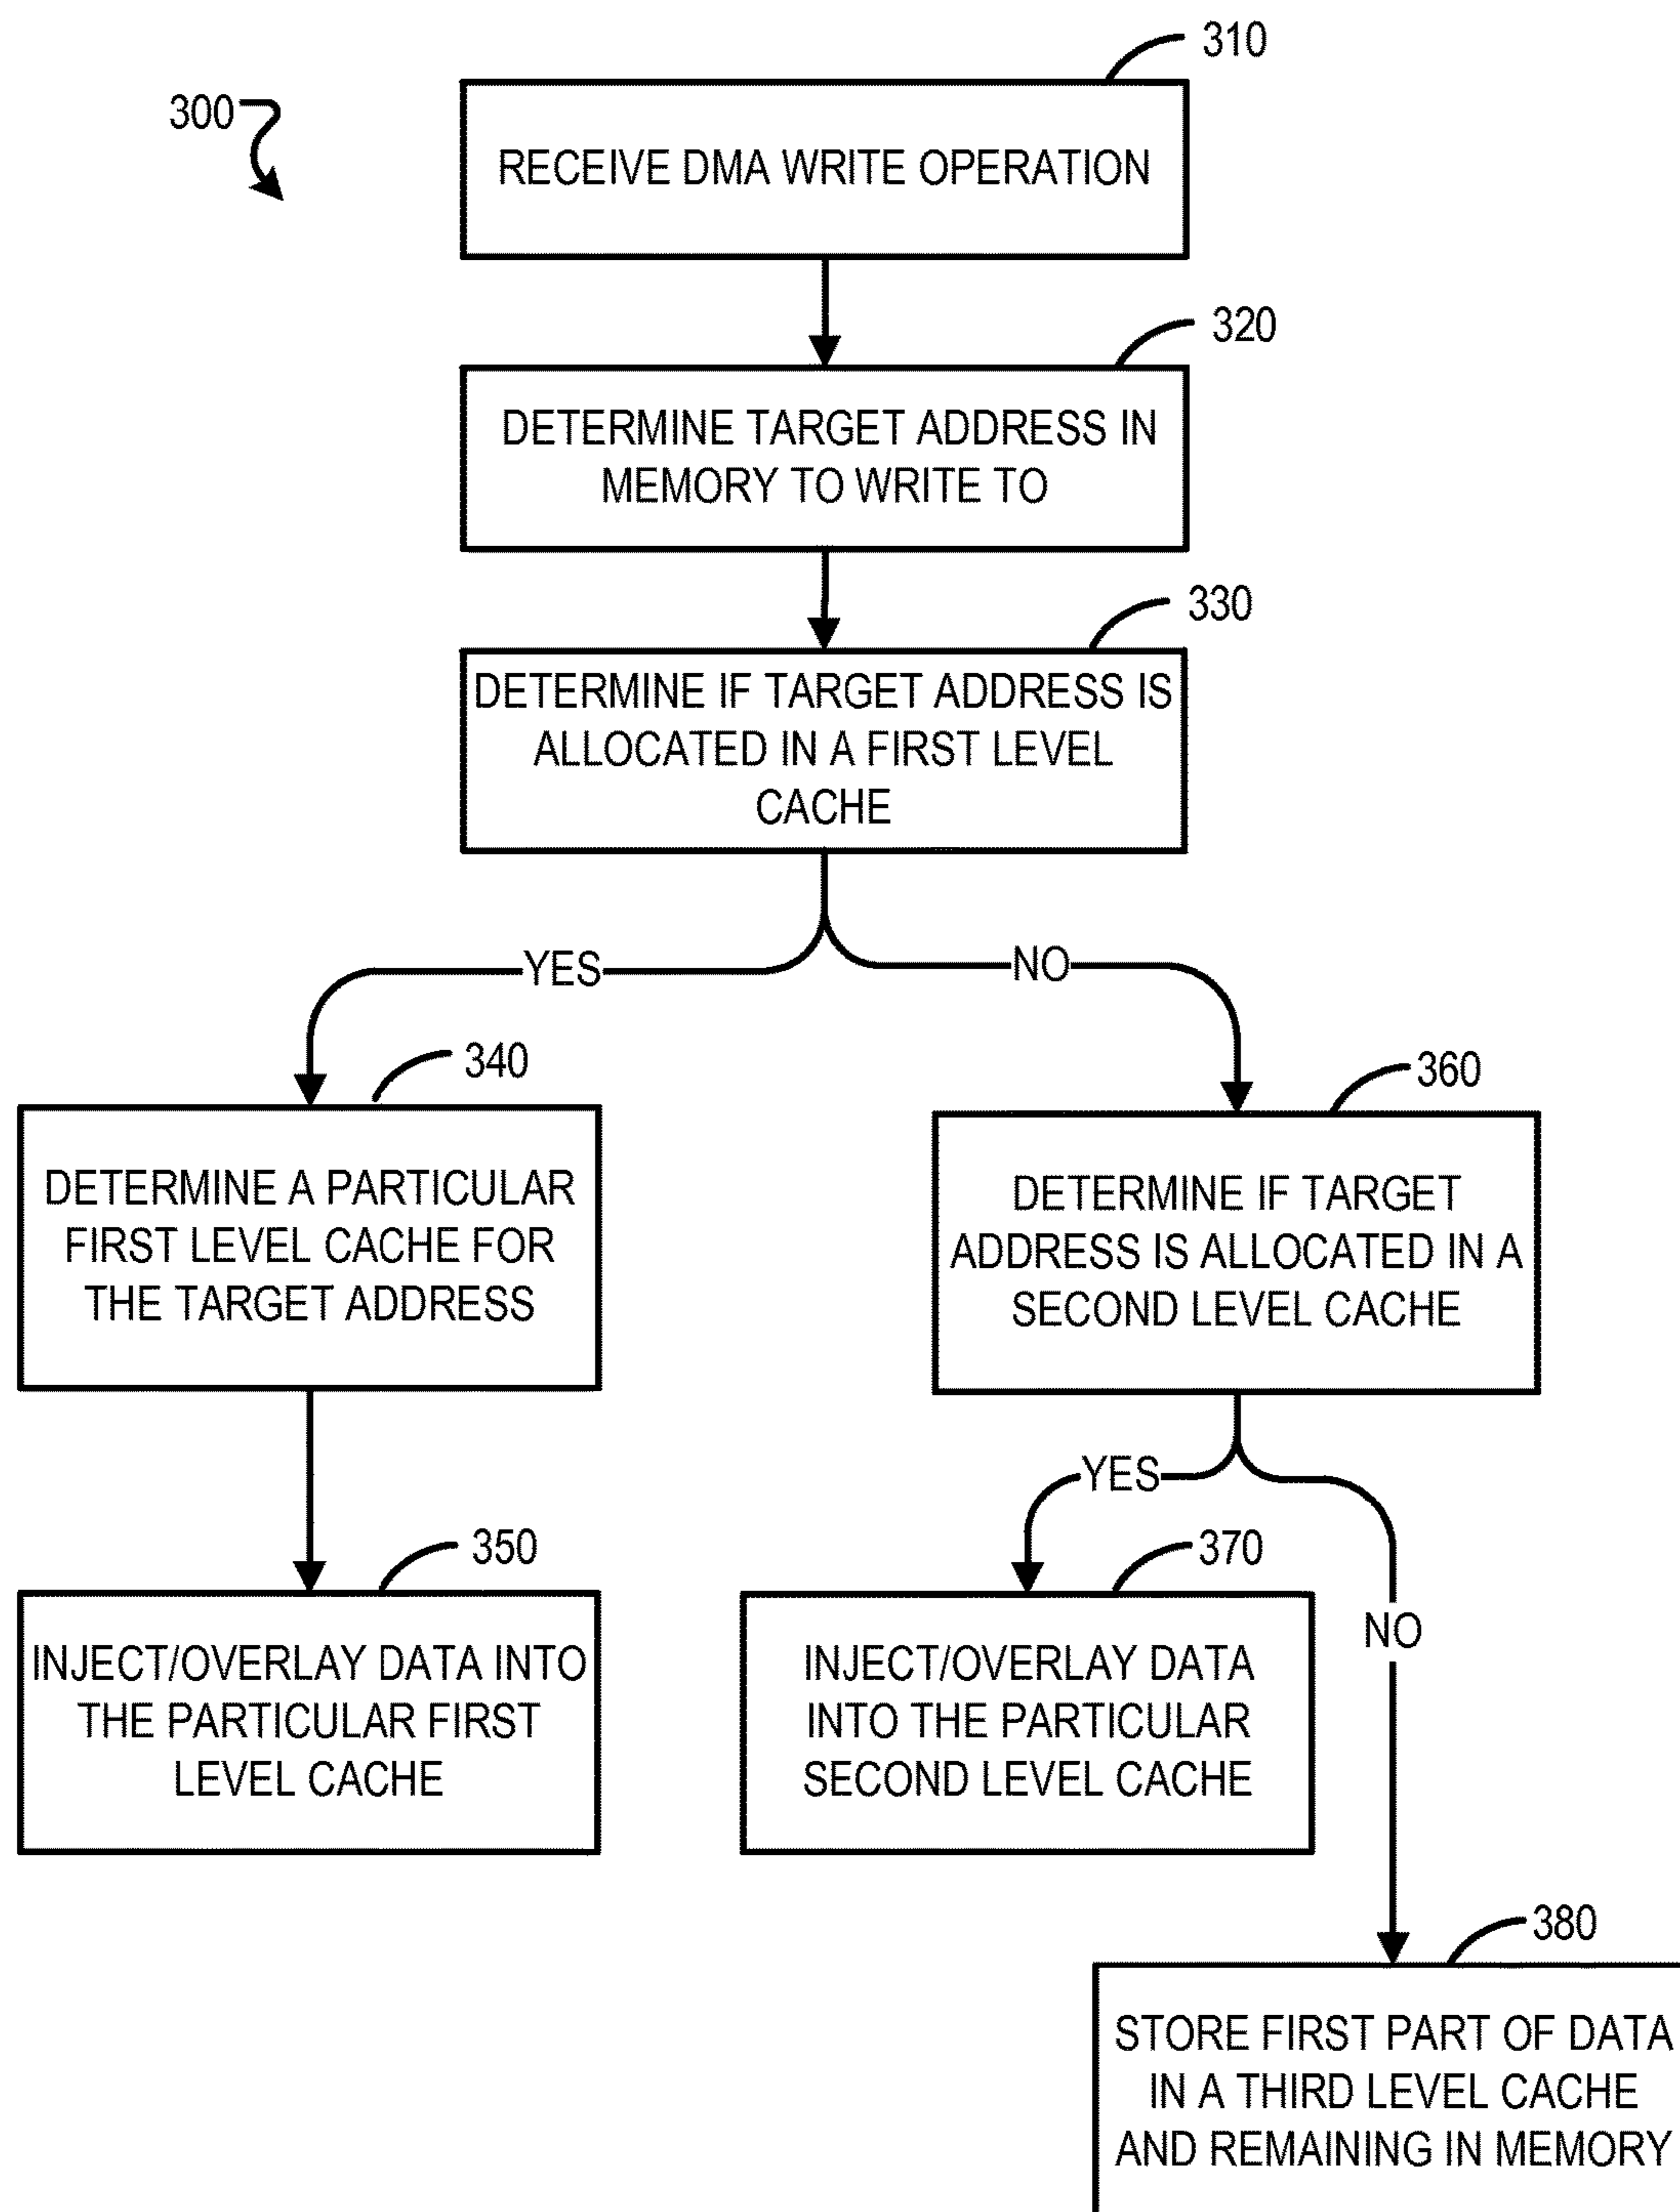 310
300
RECEIVE DMA WRITE OPERATION
320
DETERMINE TARGET ADDRESS IN
MEMORY TO WRITE TO
330
DETERMINE IF TARGET ADDRESS IS
ALLOCATED IN A FIRST LEVEL
CACHE
YES
NO
340
360
DETERMINE A PARTICULAR
FIRST LEVEL CACHE FOR
THE TARGET ADDRESS
DETERMINE IF TARGET
ADDRESS IS ALLOCATED IN A
SECOND LEVEL CACHE
YES
NO
350
370
INJECT/OVERLAY DATA INTO
THE PARTICULAR FIRST
LEVEL CACHE
INJECT/OVERLAY DATA
INTO THE PARTICULAR
SECOND LEVEL CACHE
380
STORE FIRST PART OF DATA
IN A THIRD LEVEL CACHE
AND REMAINING IN MEMORY